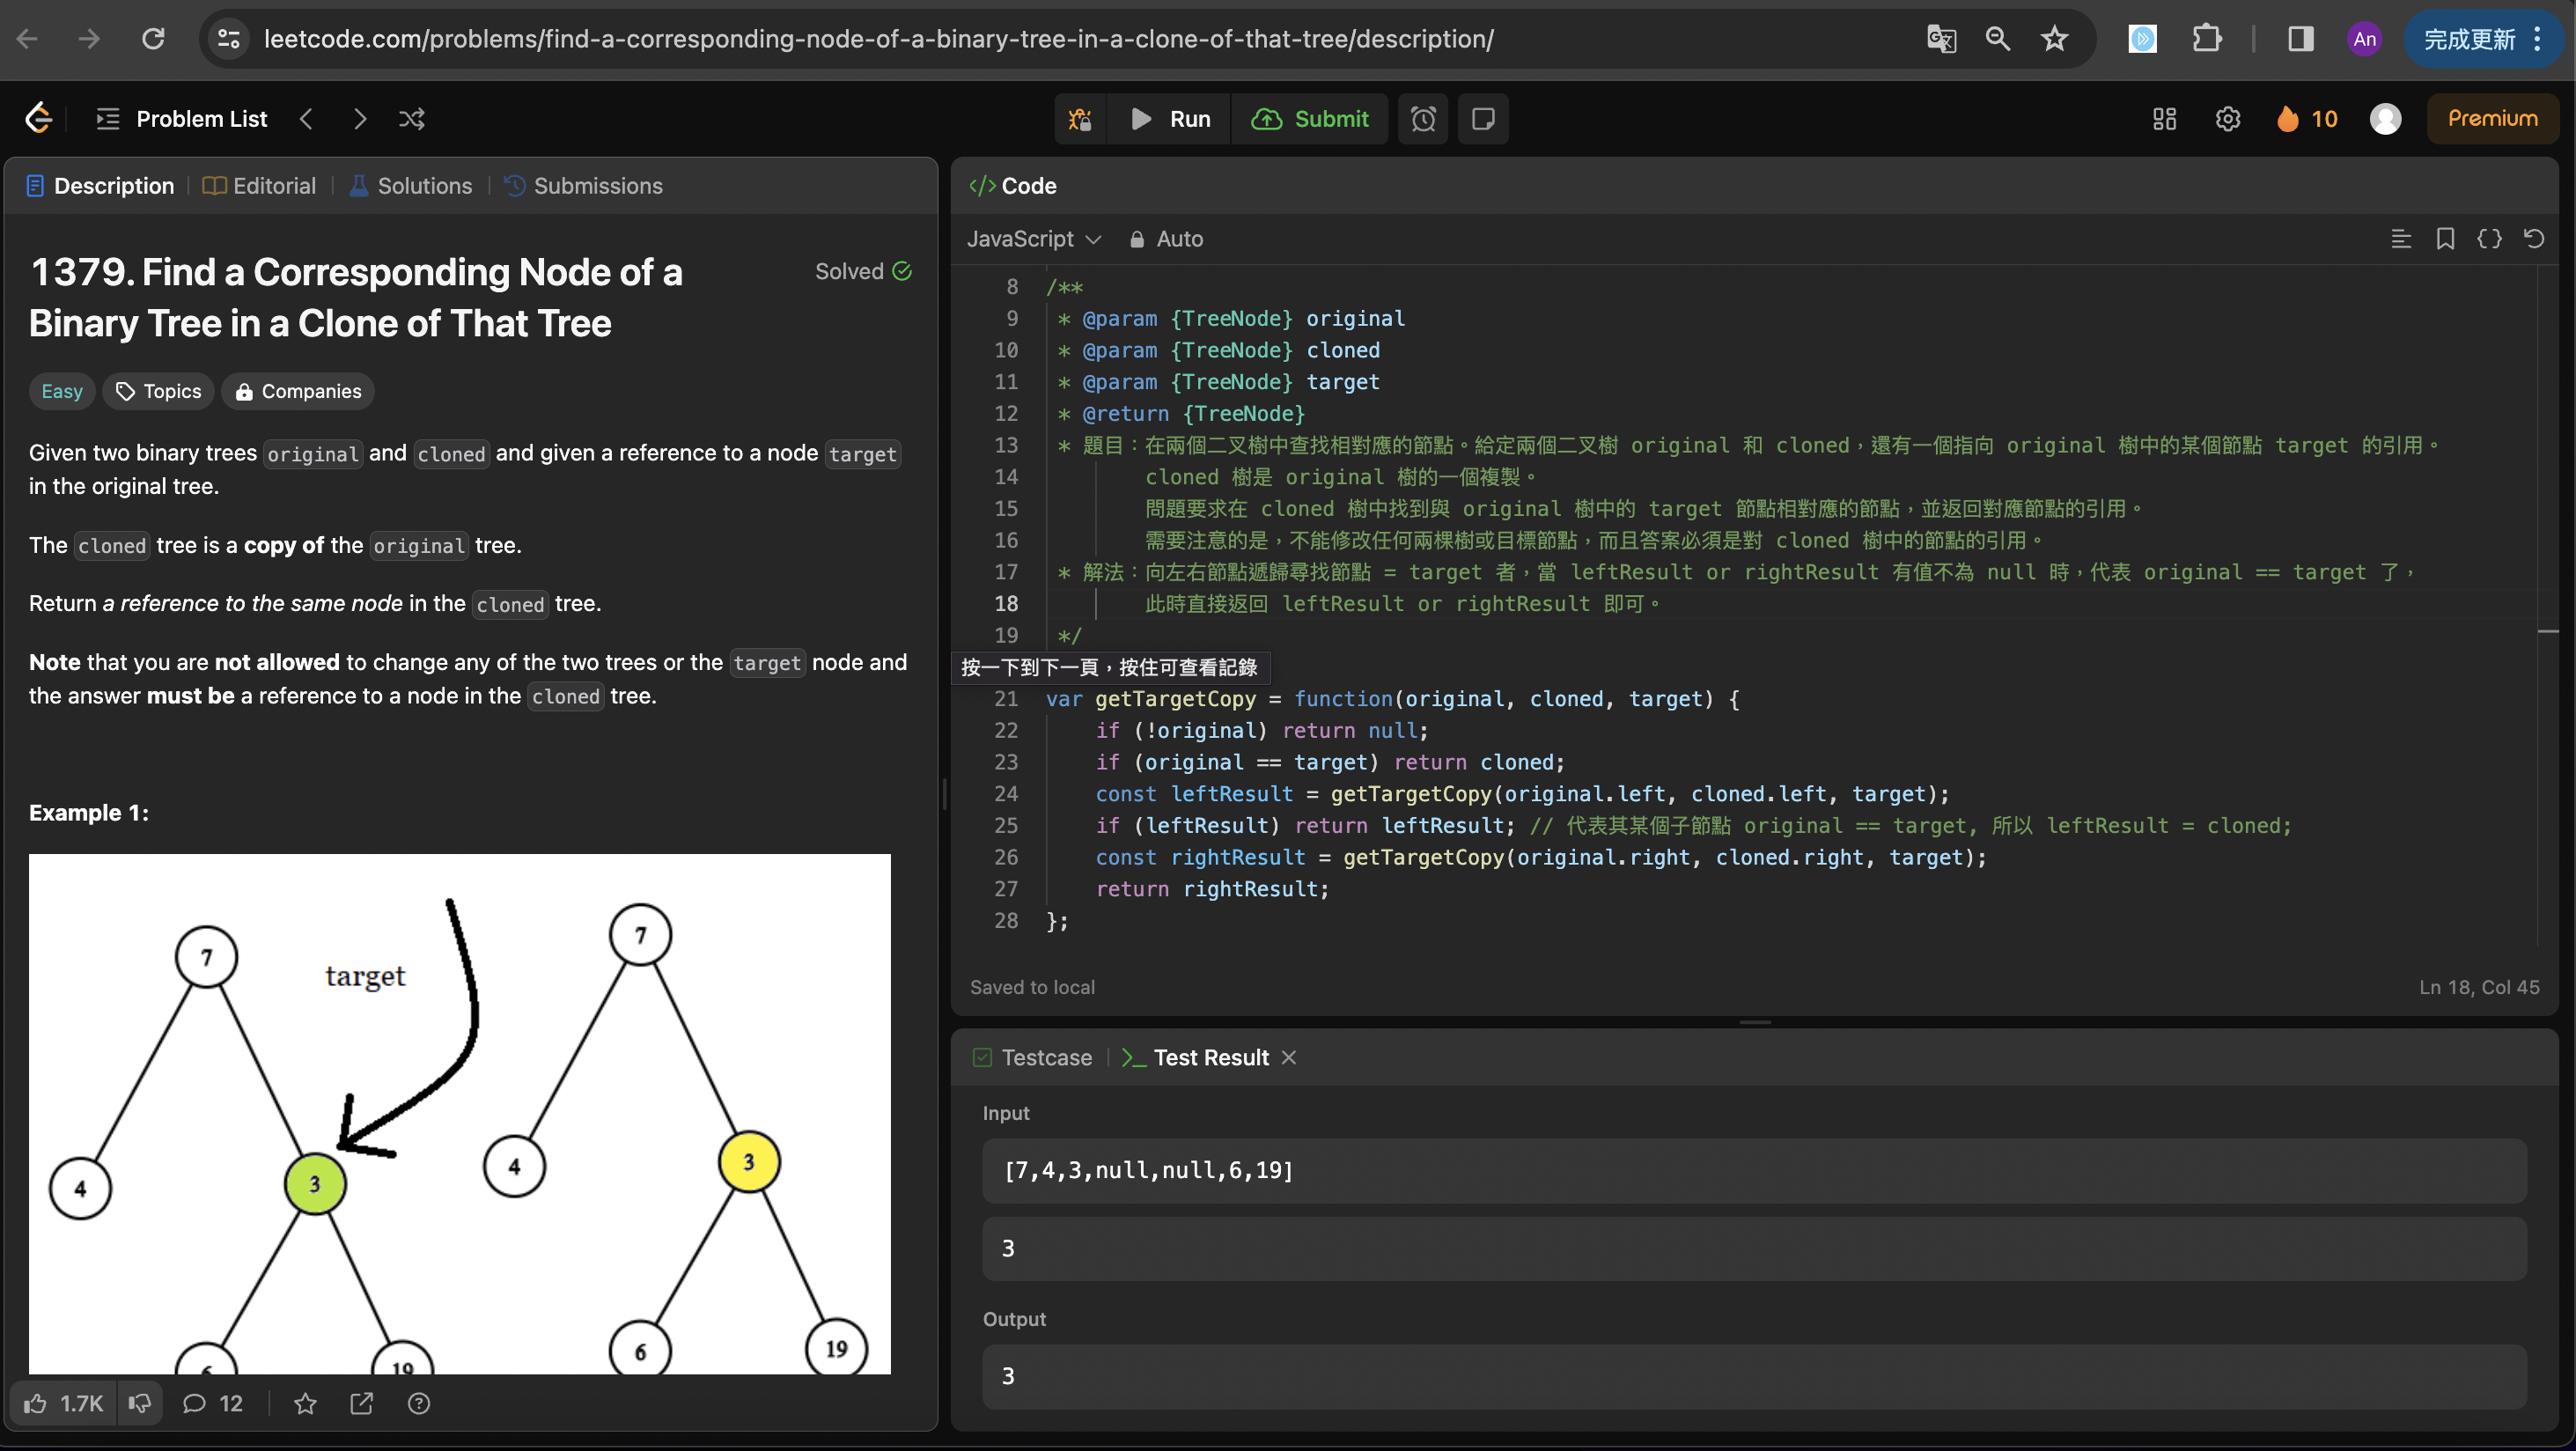 leetcode.com/problems/find-a-corresponding-node-of-a-binary-tree-in-a-clone-of-that-tree/description/
An
完成更新
Problem List
Run
Submit
10
Premium
Description
Editorial
Solutions
Submissions
1379. Find a Corresponding Node of a
Binary Tree in a Clone of That Tree
Solved
Easy
Topics
Companies
Given two binary trees original and cloned and given a reference to a node target
in the original tree.
The cloned tree is a copy of the original tree.
Return a reference to the same node in the cloned tree.
Note that you are not allowed to change any of the two trees or the target node and
the answer must be a reference to a node in the cloned tree.
Example 1:
7
target
4
3
6
19
7
4
3
6
19
1.7K
12
</> Code
JavaScript
Auto
8 /**
9 * @param {TreeNode} original
10 * @param {TreeNode} cloned
11 * @param {TreeNode} target
12 * @return {TreeNode}
13 * 題目：在兩個二叉樹中查找相對應的節點。給定兩個二叉樹 original 和 cloned，還有一個指向 original 樹中的某個節點 target 的引用。
14 cloned 樹是 original 樹的一個複製。
15 問題要求在 cloned 樹中找到與 original 樹中的 target 節點相對應的節點，並返回對應節點的引用。
16 需要注意的是，不能修改任何兩棵樹或目標節點，而且答案必須是對 cloned 樹中的節點的引用。
17 * 解法：向左右節點遞歸尋找節點 = target 者，當 leftResult or rightResult 有值不為 null 時，代表 original == target 了，
18 此時直接返回 leftResult or rightResult 即可。
19 */
按一下到下一頁，按住可查看記錄
21 var getTargetCopy = function(original, cloned, target) {
22 if (!original) return null;
23 if (original == target) return cloned;
24 const leftResult = getTargetCopy(original.left, cloned.left, target);
25 if (leftResult) return leftResult; // 代表其某個子節點 original == target, 所以 leftResult = cloned;
26 const rightResult = getTargetCopy(original.right, cloned.right, target);
27 return rightResult;
28 };
Saved to local
Ln 18, Col 45
Testcase
Test Result
Input
[7,4,3,null,null,6,19]
3
Output
3